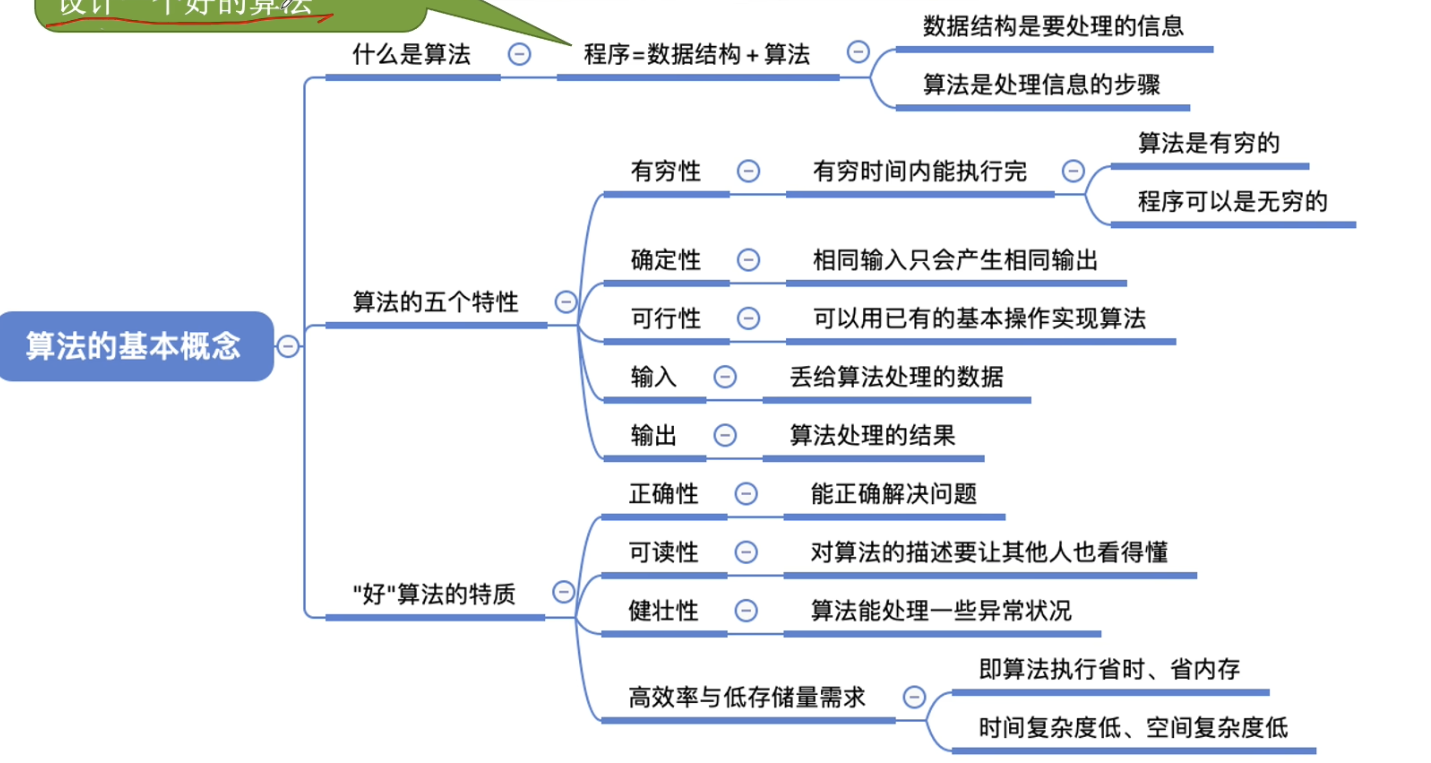 设计一个好的算法
什么是算法
程序=数据结构+算法
数据结构是要处理的信息
算法是处理信息的步骤
算法的基本概念
算法的五个特性
有穷性
有穷时间内能执行完
算法是有穷的
程序可以是无穷的
确定性
相同输入只会产生相同输出
可行性
可以用已有的基本操作实现算法
输入
丢给算法处理的数据
输出
算法处理的结果
"好"算法的特质
正确性
能正确解决问题
可读性
对算法的描述要让其他人也看得懂
健壮性
算法能处理一些异常状况
高效率与低存储量需求
即算法执行省时、省内存
时间复杂度低、空间复杂度低